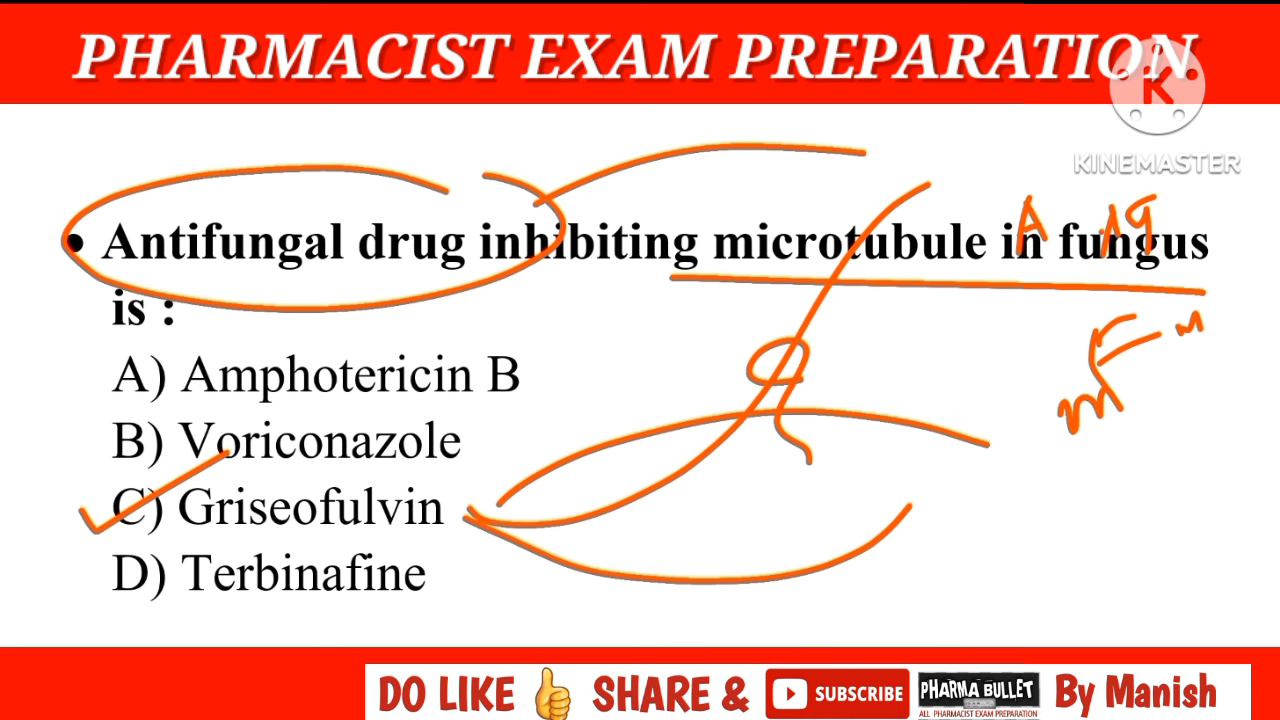 PHARMACIST EXAM PREPARATION
K
KINEMASTER
• Antifungal drug inhibiting microtubule in fungus
is :
A) Amphotericin B
B) Voriconazole
C) Griseofulvin
D) Terbinafine
DO LIKE SHARE & SUBSCRIBE PHARMA BULLET By Manish
ALL PHARMACIST EXAM PREPARATION